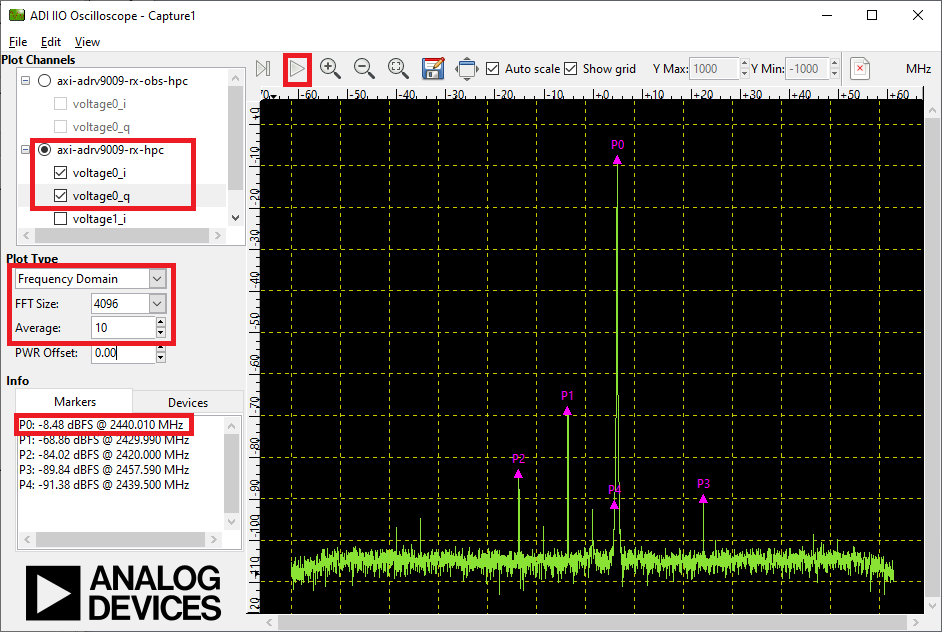 ADI IIO Oscilloscope - Capture1
File Edit View
Plot Channels
axi-adrv9009-rx-obs-hpc
voltage0_i
voltage0_q
axi-adrv9009-rx-hpc
voltage0_i
voltage0_q
voltage1_i
Auto scale Show grid Y Max: 1000 Y Min: -1000 MHz
Plot Type
Frequency Domain
FFT Size: 4096
Average: 10
PWR Offset: 0.00
Info
Markers Devices
P0: -8.48 dBFS @ 2440.010 MHz
P1: -68.86 dBFS @ 2429.990 MHz
P2: -84.02 dBFS @ 2420.000 MHz
P3: -89.84 dBFS @ 2457.590 MHz
P4: -91.38 dBFS @ 2439.500 MHz
ANALOG
DEVICES
-60 -50 -40 -30 -20 -10 +0 +10 +20 +30 +40 +50 +60
+0
-10
-20
-30
-40
-50
-60
-70
-80
-90
-100
-110
P0
P1
P2
P4
P3